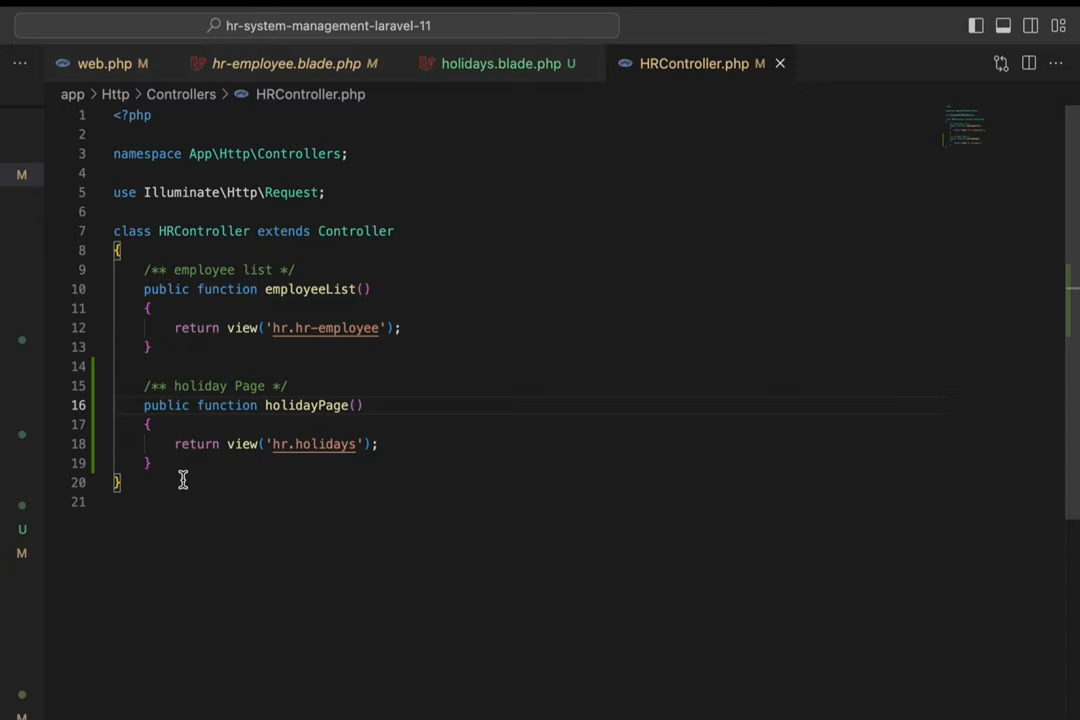 hr-system-management-laravel-11
web.php M hr-employee.blade.php M holidays.blade.php U HRController.php M
app > Http > Controllers > HRController.php
1 <?php
2
3 namespace App\Http\Controllers;
4
5 use Illuminate\Http\Request;
6
7 class HRController extends Controller
8 {
9 /** employee list */
10 public function employeeList()
11 {
12 return view('hr.hr-employee');
13 }
14
15 /** holiday Page */
16 public function holidayPage()
17 {
18 return view('hr.holidays');
19 }
20 }
21
M
U
M
M